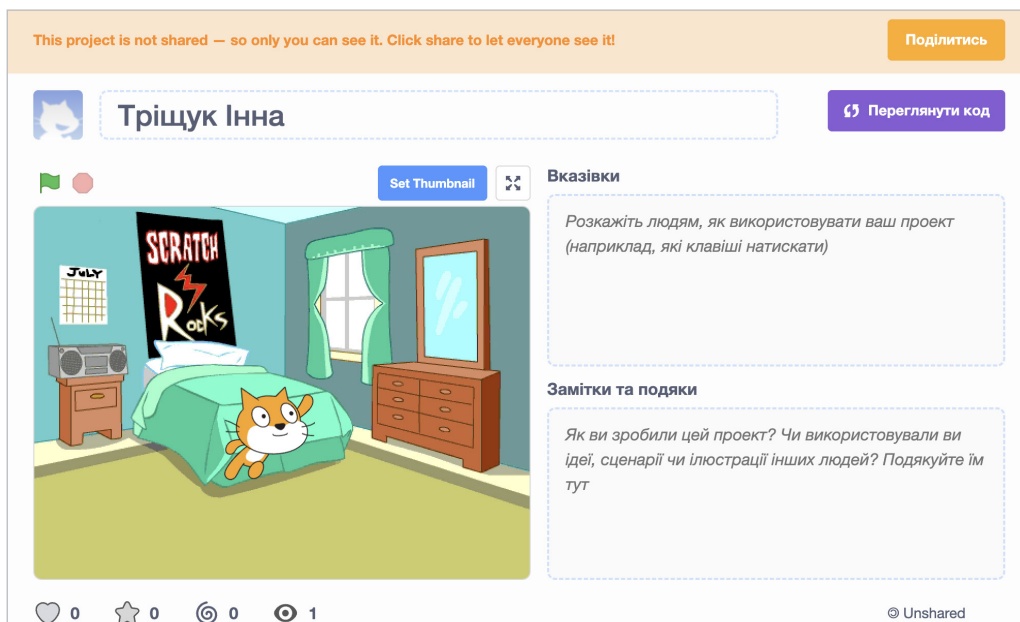 This project is not shared — so only you can see it. Click share to let everyone see it!
Поділитись
Тріщук Інна
Переглянути код
Set Thumbnail
Вказівки
Розкажіть людям, як використовувати ваш проект
(наприклад, які клавіші натискати)
JULY
SCRATCH
ROCKS
Замітки та подяки
Як ви зробили цей проект? Чи використовували ви
ідеї, сценарії чи ілюстрації інших людей? Подякуйте їм
тут
0 0 0 1
Unshared